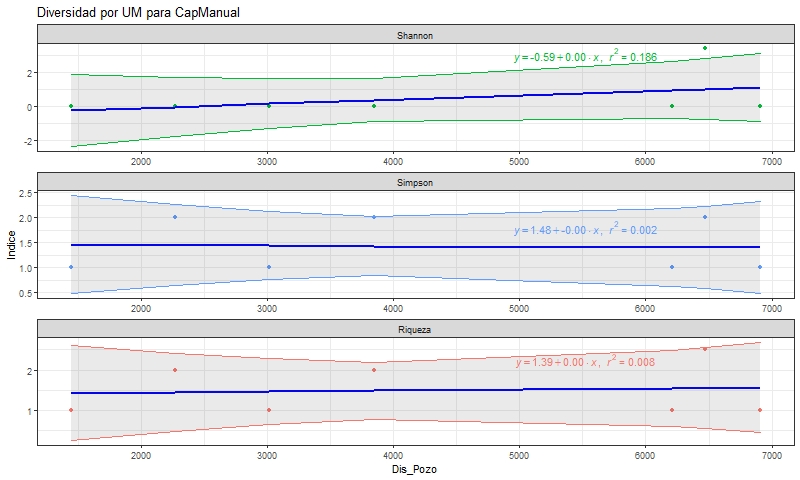 Diversidad por UM para CapManual
Shannon
y = -0.59 + 0.00 · x, r² = 0.186
2
0
-2
2000 3000 4000 5000 6000 7000
Simpson
2.5
2.0
y = 1.48 + -0.00 · x, r² = 0.002
1.5
1.0
0.5
2000 3000 4000 5000 6000 7000
Indice
Riqueza
y = 1.39 + 0.00 · x, r² = 0.008
2
1
2000 3000 4000 5000 6000 7000
Dis_Pozo